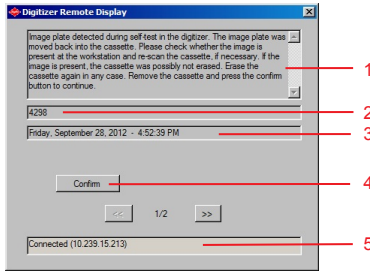 Digitizer Remote Display
Image plate detected during self-test in the digitizer. The image plate was
moved back into the cassette. Please check whether the image is
present at the workstation and re-scan the cassette, if necessary. If the
image is present, the cassette was possibly not erased. Erase the
cassette again in any case. Remove the cassette and press the confirm
button to continue.
1
4298
2
Friday, September 28, 2012 - 4:52:39 PM
3
Confirm
4
<< 1/2 >>
Connected (10.239.15.213)
5